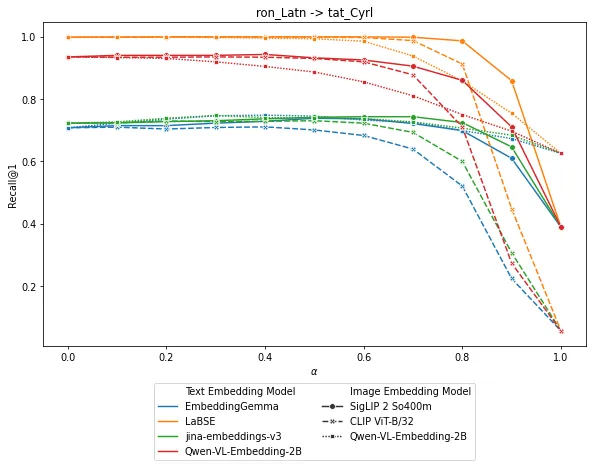 ron_Latn -> tat_Cyrl
Recall@1
1.0
0.8
0.6
0.4
0.2
0.0
0.2
0.4
0.6
0.8
1.0
α
Text Embedding Model
EmbeddingGemma
LaBSE
jina-embeddings-v3
Qwen-VL-Embedding-2B
Image Embedding Model
SigLIP 2 So400m
CLIP ViT-B/32
Qwen-VL-Embedding-2B